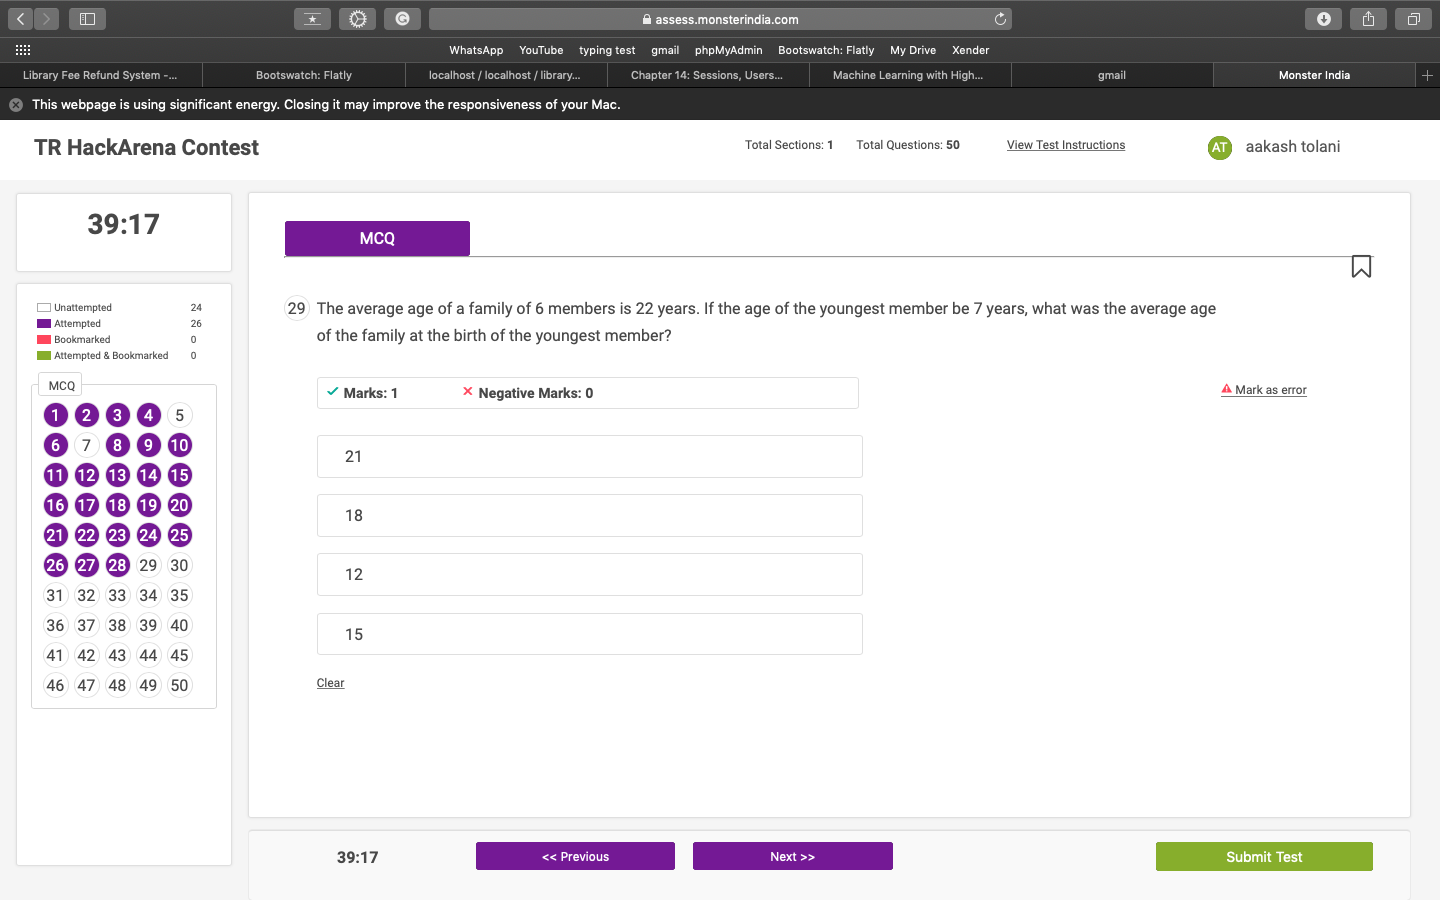 assess.monsterindia.com
WhatsApp YouTube typing test gmail phpMyAdmin Bootswatch: Flatly My Drive Xender
Library Fee Refund System -... Bootswatch: Flatly localhost / localhost / library... Chapter 14: Sessions, Users... Machine Learning with High... gmail Monster India
This webpage is using significant energy. Closing it may improve the responsiveness of your Mac.
TR HackArena Contest
Total Sections: 1 Total Questions: 50 View Test Instructions AT aakash tolani
39:17
Unattempted 24
Attempted 26
Bookmarked 0
Attempted & Bookmarked 0
MCQ
1 2 3 4 5
6 7 8 9 10
11 12 13 14 15
16 17 18 19 20
21 22 23 24 25
26 27 28 29 30
31 32 33 34 35
36 37 38 39 40
41 42 43 44 45
46 47 48 49 50
MCQ
29 The average age of a family of 6 members is 22 years. If the age of the youngest member be 7 years, what was the average age
of the family at the birth of the youngest member?
Marks: 1 Negative Marks: 0
Mark as error
21
18
12
15
Clear
39:17 << Previous Next >> Submit Test